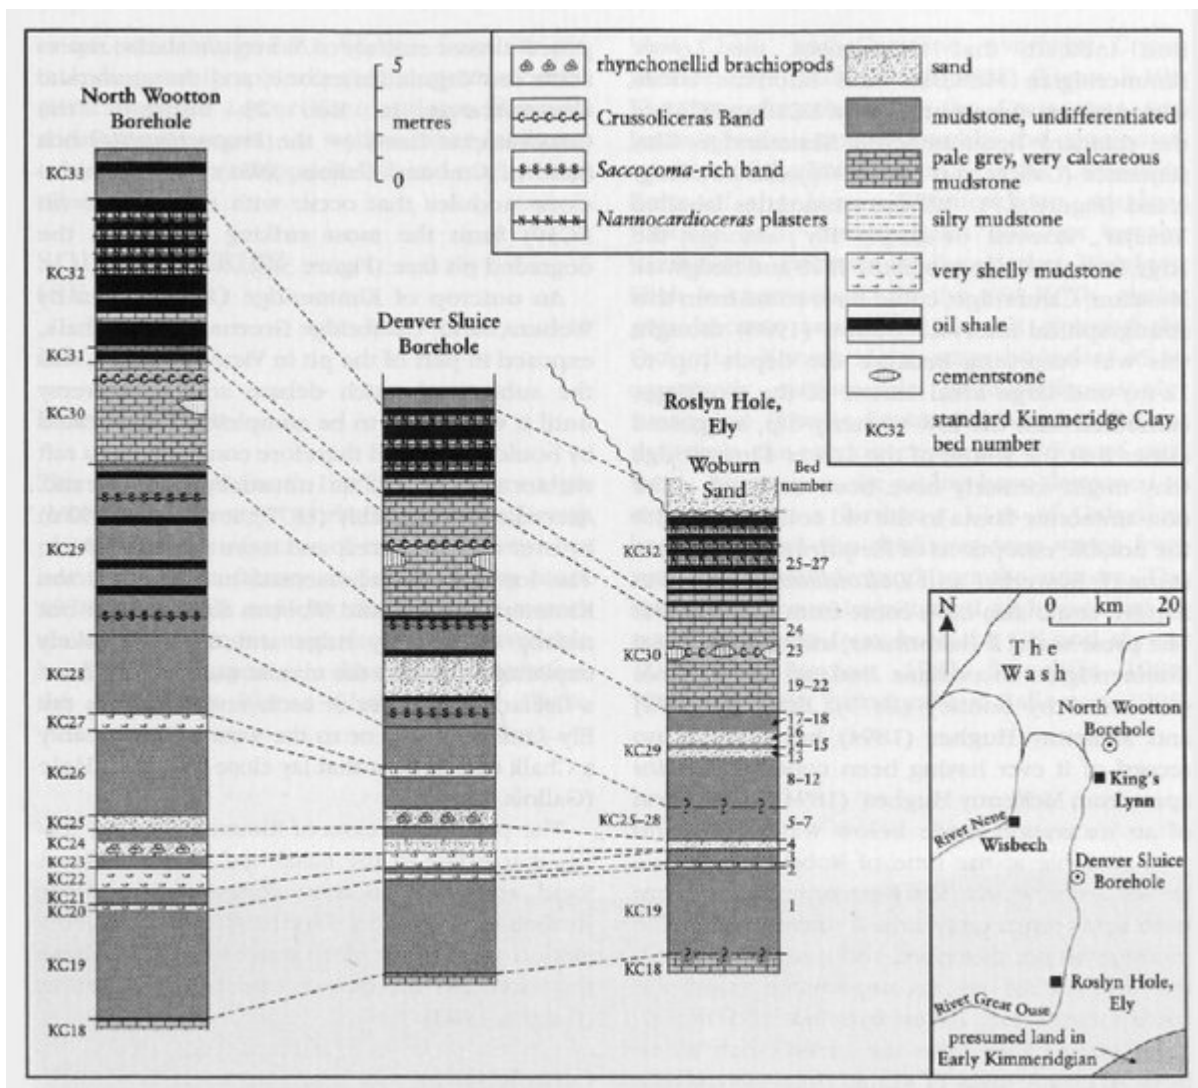 North Wootton
Borehole
KC33
KC32
KC31
KC30
KC29
KC28
KC27
KC26
KC25
KC24
KC23
KC22
KC21
KC20
KC19
KC18
5
metres
0
Denver Sluice
Borehole
Roslyn Hole,
Ely
Woburn
Sand
Bed
number
KC32
25–27
24
KC30
23
19–22
17–18
16
14–15
KC29
8–12
KC25–28
5–7
4
3
2
KC19
1
KC18
? ? ?
? ? ?
rhynchonellid brachiopods
Crussoliceras Band
Saccocoma-rich band
Nannocardioceras plasters
sand
mudstone, undifferentiated
pale grey, very calcareous
mudstone
silty mudstone
very shelly mudstone
oil shale
cementstone
KC32
standard Kimmeridge Clay
bed number
N
0 km 20
The
Wash
North Wootton
Borehole
King's
Lynn
River Nene
Wisbech
Denver Sluice
Borehole
Roslyn Hole,
Ely
River Great Ouse
presumed land in
Early Kimmeridgian